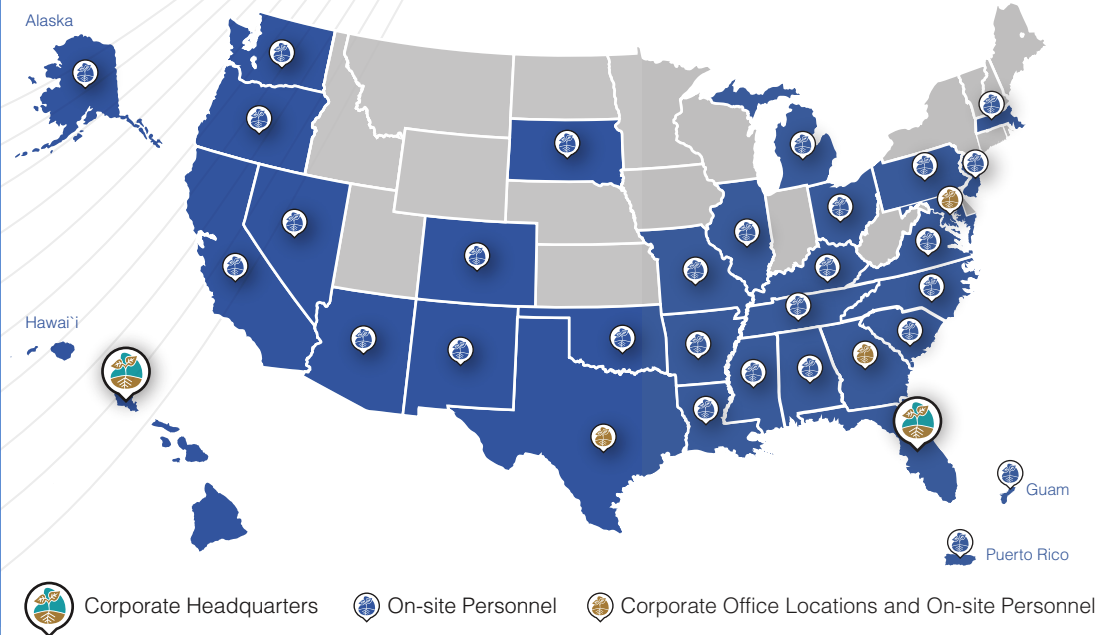 Alaska
Hawai`i
Guam
Puerto Rico
Corporate Headquarters
On-site Personnel
Corporate Office Locations and On-site Personnel